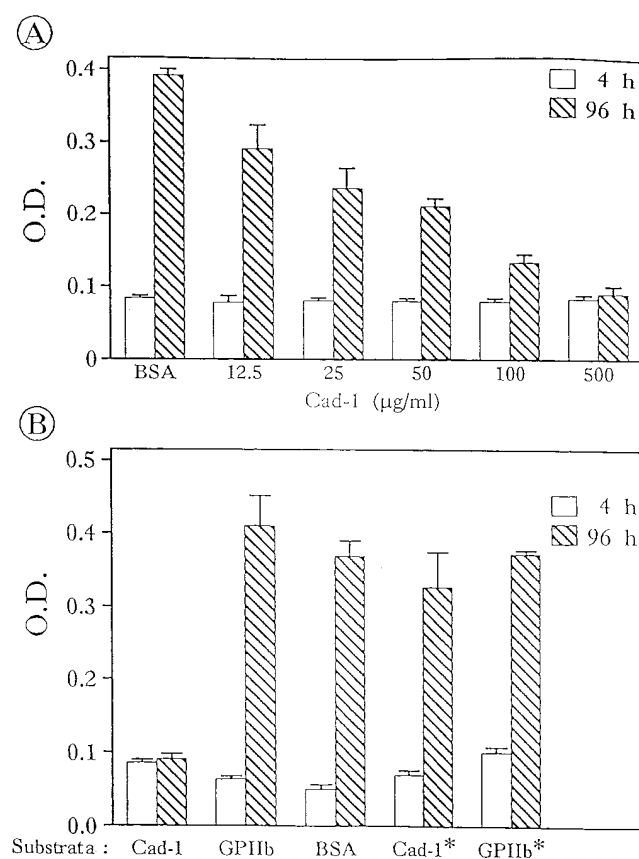 A
0.4
0.3
0.2
0.1
0
O.D.
4 h
96 h
BSA 12.5 25 50 100 500
Cad-1 (μg/ml)
B
0.5
0.4
0.3
0.2
0.1
0.0
O.D.
4 h
96 h
Substrata : Cad-1 GPIIb BSA Cad-1* GPIIb*